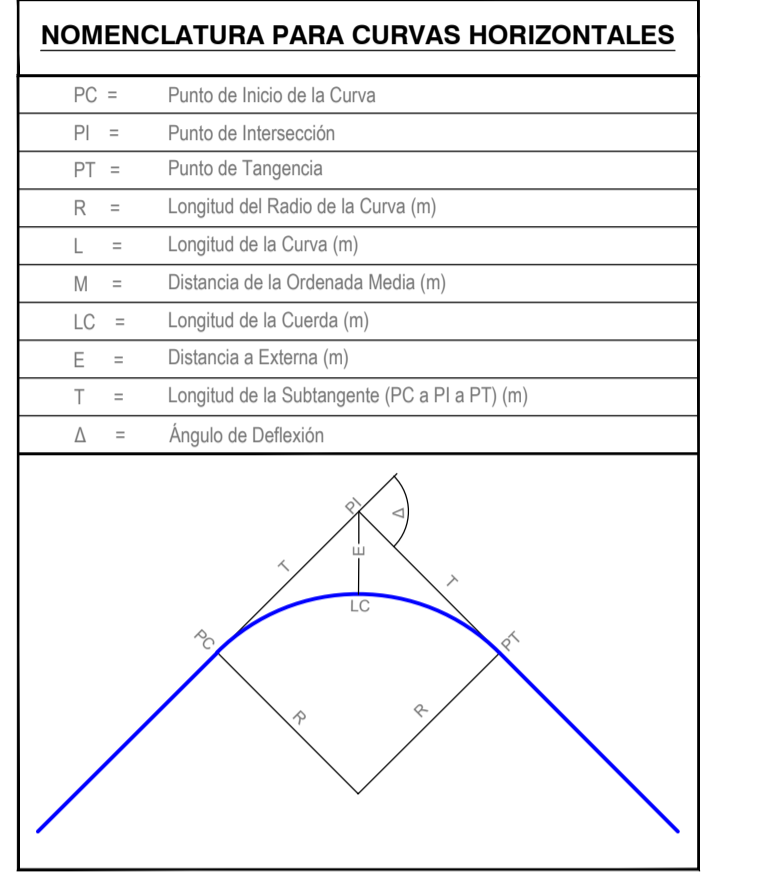 NOMENCLATURA PARA CURVAS HORIZONTALES
PC = Punto de Inicio de la Curva
PI = Punto de Intersección
PT = Punto de Tangencia
R = Longitud del Radio de la Curva (m)
L = Longitud de la Curva (m)
M = Distancia de la Ordenada Media (m)
LC = Longitud de la Cuerda (m)
E = Distancia a Externa (m)
T = Longitud de la Subtangente (PC a PI a PT) (m)
Δ = Ángulo de Deflexión
PI
Δ
E
T
T
LC
PC
PT
R
R